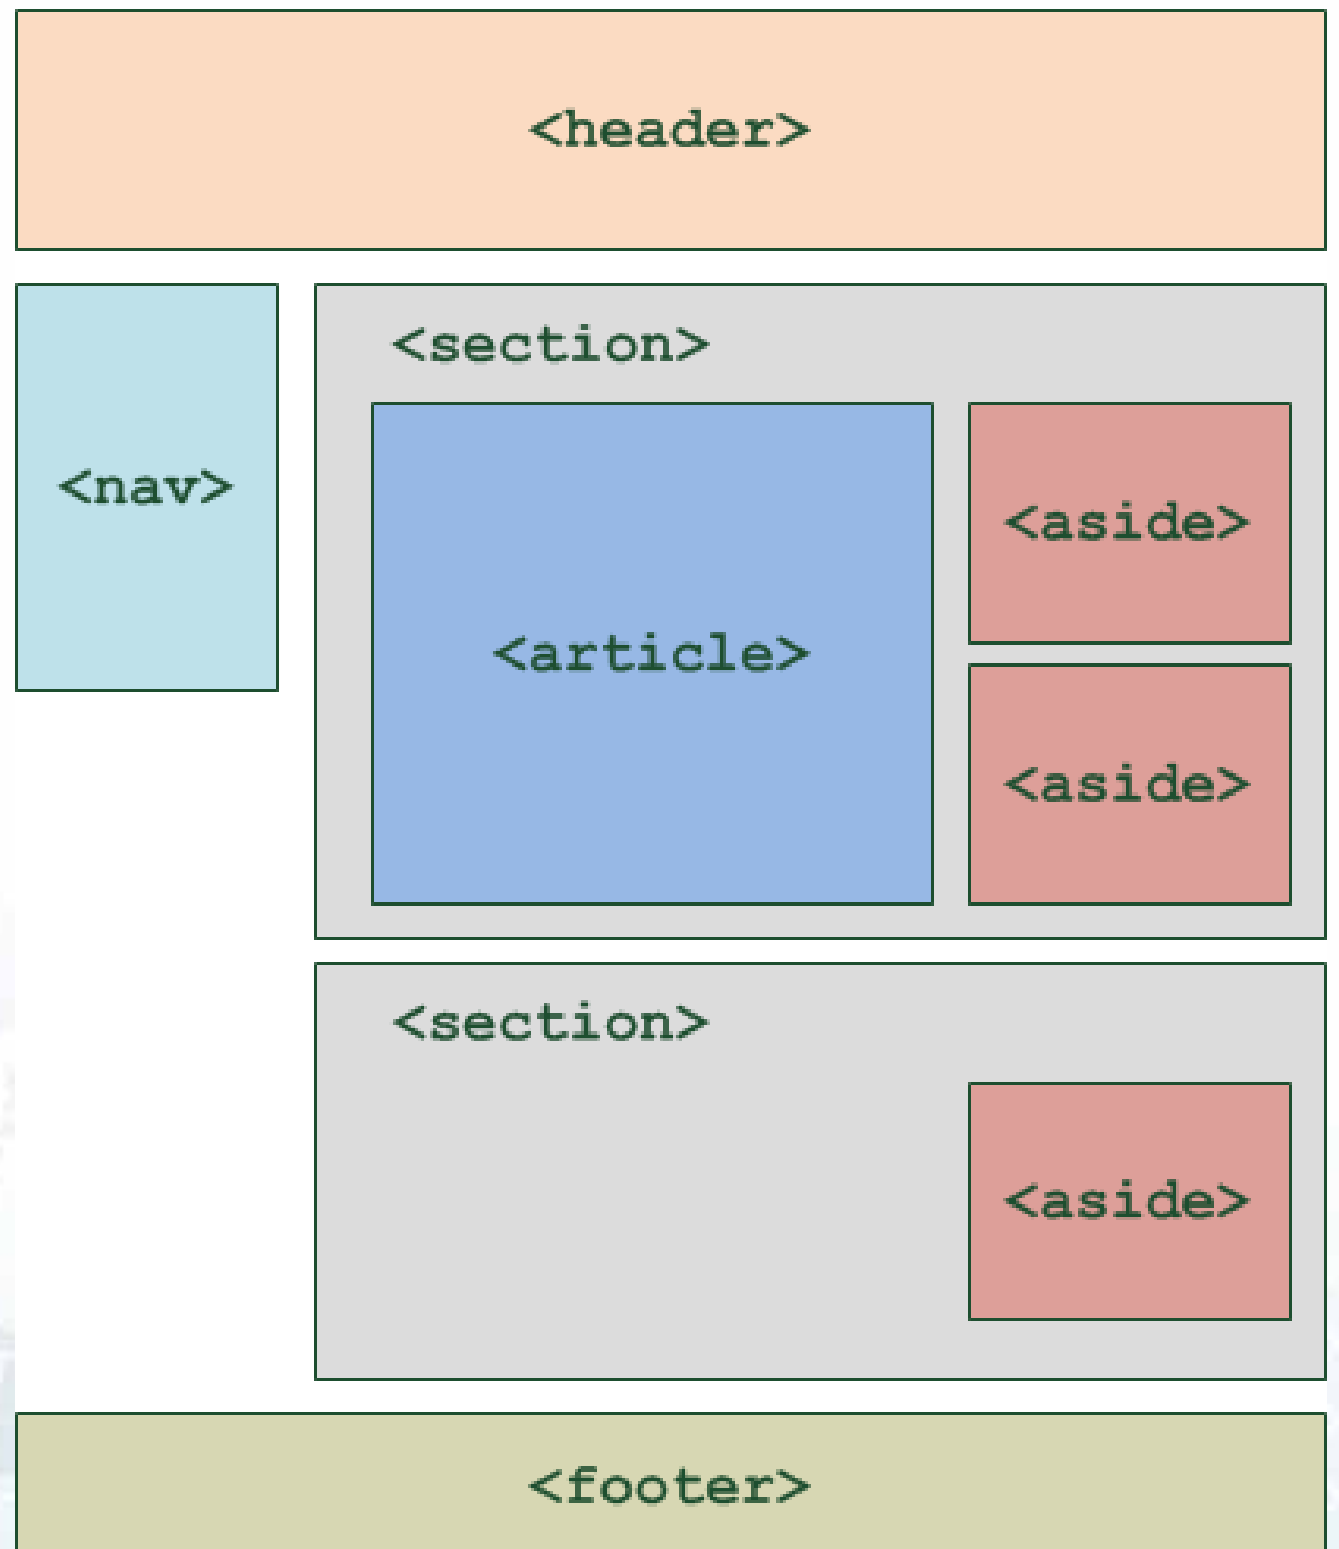 <header>
<nav>
<section>
<article>
<aside>
<aside>
<section>
<aside>
<footer>